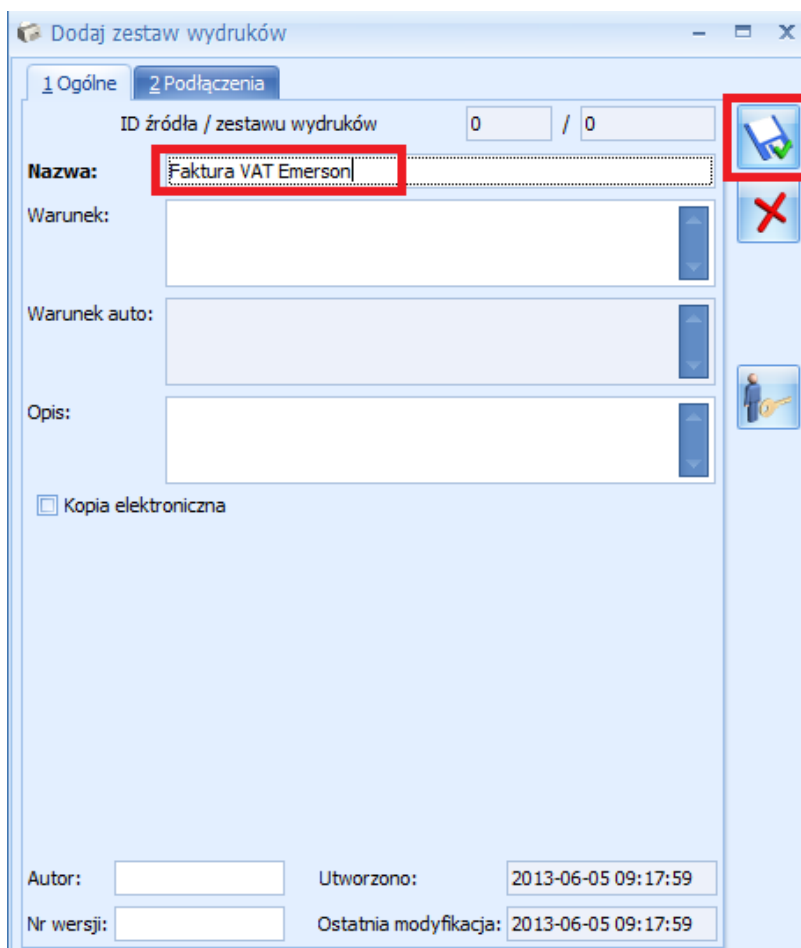 Dodaj zestaw wydruków
1 Ogólne 2 Podłączenia
ID źródła / zestawu wydruków 0 / 0
Nazwa: Faktura VAT Emerson
Warunek:
Warunek auto:
Opis:
Kopia elektroniczna
Autor: Utworzono: 2013-06-05 09:17:59
Nr wersji: Ostatnia modyfikacja: 2013-06-05 09:17:59